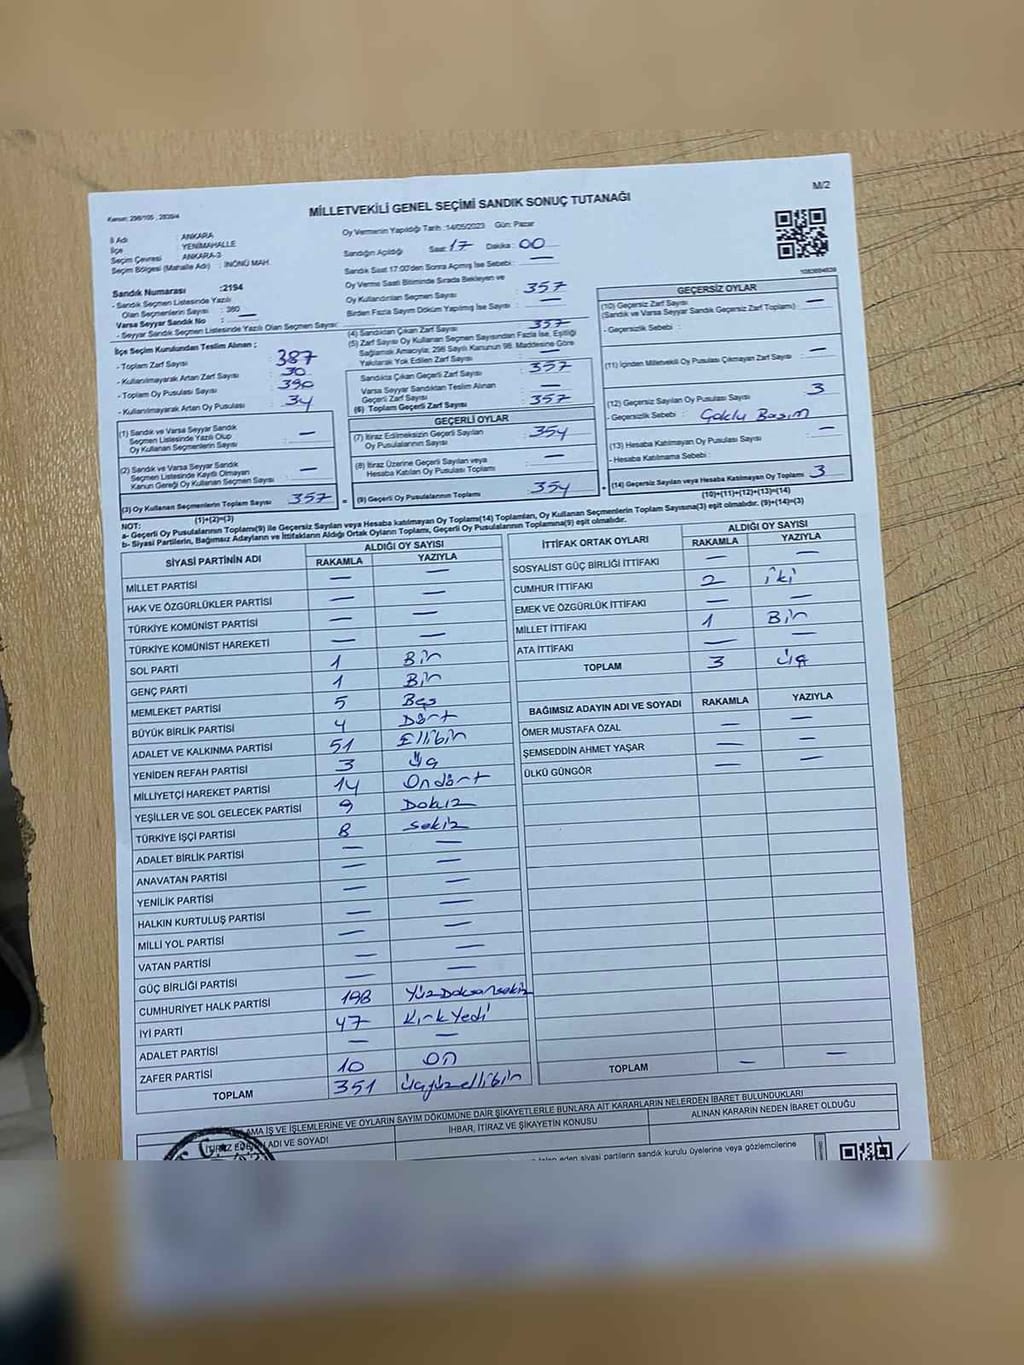 Kanun: 298/105 , 2839/4
M/2
MİLLETVEKİLİ GENEL SEÇİMİ SANDIK SONUÇ TUTANAĞI
İl Adı : ANKARA
İlçe : YENİMAHALLE
Seçim Çevresi : ANKARA-3
Seçim Bölgesi (Mahalle Adı) : İNÖNÜ MAH.
Sandık Numarası :2194
- Sandık Seçmen Listesinde Yazılı
Olan Seçmenlerin Sayısı : 380
Varsa Seyyar Sandık No : —
- Seyyar Sandık Seçmen Listesinde Yazılı Olan Seçmen Sayısı: —
İlçe Seçim Kurulundan Teslim Alınan ;
- Toplam Zarf Sayısı : 387
- Kullanılmayarak Artan Zarf Sayısı : 30
- Toplam Oy Pusulası Sayısı : 390
- Kullanılmayarak Artan Oy Pusulası : 34
(1) Sandık ve Varsa Seyyar Sandık
Seçmen Listesinde Yazılı Olup
Oy Kullanan Seçmenlerin Sayısı : —
(2) Sandık ve Varsa Seyyar Sandık
Seçmen Listesinde Kayıtlı Olmayan
Kanun Gereği Oy Kullanan Seçmen Sayısı : —
(3) Oy Kullanan Seçmenlerin Toplam Sayısı : 357
(1)+(2)=(3)
Oy Vermenin Yapıldığı Tarih :14/05/2023 Gün: Pazar
Sandığın Açıldığı Saat: 17 Dakika : 00
Sandık Saat 17:00'den Sonra Açılmış İse Sebebi : —
Oy Verme Saati Bitiminde Sırada Bekleyen ve
Oy Kullandırılan Seçmen Sayısı : 357
Birden Fazla Sayım Döküm Yapılmış İse Sayısı : —
(4) Sandıktan Çıkan Zarf Sayısı : 357
(5) Zarf Sayısı Oy Kullanan Seçmen Sayısından Fazla ise, Eşitliği
Sağlamak Amacıyla, 298 Sayılı Kanunun 98. Maddesine Göre
Yakılarak Yok Edilen Zarf Sayısı : —
Sandıkta Çıkan Geçerli Zarf Sayısı : 357
Varsa Seyyar Sandıktan Teslim Alınan
Geçerli Zarf Sayısı : —
(6) Toplam Geçerli Zarf Sayısı : 357
GEÇERLİ OYLAR
(7) İtiraz Edilmeksizin Geçerli Sayılan
Oy Pusulalarının Sayısı : 354
(8) İtiraz Üzerine Geçerli Sayılan veya
Hesaba Katılan Oy Pusulası Toplamı : —
= (9) Geçerli Oy Pusulalarının Toplamı : 354
1083694839
GEÇERSİZ OYLAR
(10) Geçersiz Zarf Sayısı : —
(Sandık ve Varsa Seyyar Sandık Geçersiz Zarf Toplamı)
- Geçersizlik Sebebi :
(11) İçinden Milletvekili Oy Pusulası Çıkmayan Zarf Sayısı : —
(12) Geçersiz Sayılan Oy Pusulası Sayısı : 3
- Geçersizlik Sebebi : Çoklu Basım
(13) Hesaba Katılmayan Oy Pusulası Sayısı : —
- Hesaba Katılmama Sebebi :
+ (14) Geçersiz Sayılan veya Hesaba Katılmayan Oy Toplamı : 3
(10)+(11)+(12)+(13)=(14)
NOT:
a- Geçerli Oy Pusulalarının Toplamı(9) ile Geçersiz Sayılan veya Hesaba katılmayan Oy Toplamı(14) Toplamları, Oy Kullanan Seçmenlerin Toplam Sayısına(3) eşit olmalıdır. (9)+(14)=(3)
b- Siyasi Partilerin, Bağımsız Adayların ve İttifakların Aldığı Ortak Oyların Toplamı, Geçerli Oy Pusulalarının Toplamına(9) eşit olmalıdır.
SİYASİ PARTİNİN ADI ALDIĞI OY SAYISI
RAKAMLA YAZIYLA
MİLLET PARTİSİ — —
HAK VE ÖZGÜRLÜKLER PARTİSİ — —
TÜRKİYE KOMÜNİST PARTİSİ — —
TÜRKİYE KOMÜNİST HAREKETİ — —
SOL PARTİ 1 Bir
GENÇ PARTİ 1 Bir
MEMLEKET PARTİSİ 5 Beş
BÜYÜK BİRLİK PARTİSİ 4 Dört
ADALET VE KALKINMA PARTİSİ 51 Ellibir
YENİDEN REFAH PARTİSİ 3 Üç
MİLLİYETÇİ HAREKET PARTİSİ 14 Ondört
YEŞİLLER VE SOL GELECEK PARTİSİ 9 Dokuz
TÜRKİYE İŞÇİ PARTİSİ 8 sekiz
ADALET BİRLİK PARTİSİ — —
ANAVATAN PARTİSİ — —
YENİLİK PARTİSİ — —
HALKIN KURTULUŞ PARTİSİ — —
MİLLİ YOL PARTİSİ — —
VATAN PARTİSİ — —
GÜÇ BİRLİĞİ PARTİSİ — —
CUMHURİYET HALK PARTİSİ 198 YüzDoksansekiz
İYİ PARTİ 47 KırkYedi
ADALET PARTİSİ — —
ZAFER PARTİSİ 10 On
TOPLAM 351 üçyüzellibir
İTTİFAK ORTAK OYLARI ALDIĞI OY SAYISI
RAKAMLA YAZIYLA
SOSYALİST GÜÇ BİRLİĞİ İTTİFAKI — —
CUMHUR İTTİFAKI 2 iki
EMEK VE ÖZGÜRLÜK İTTİFAKI — —
MİLLET İTTİFAKI 1 Bir
ATA İTTİFAKI — —
TOPLAM 3 üç
BAĞIMSIZ ADAYIN ADI VE SOYADI RAKAMLA YAZIYLA
ÖMER MUSTAFA ÖZAL — —
ŞEMSEDDİN AHMET YAŞAR — —
ÜLKÜ GÜNGÖR — —
TOPLAM — —
AMA İŞ VE İŞLEMLERİNE VE OYLARIN SAYIM DÖKÜMÜNE DAİR ŞİKAYETLERLE BUNLARA AİT KARARLARIN NELERDEN İBARET BULUNDUKLARI
ADI VE SOYADI İHBAR, İTİRAZ VE ŞİKAYETİN KONUSU ALINAN KARARIN NEDEN İBARET OLDUĞU
eden siyasi partilerin sandık kurulu üyelerine veya gözlemcilerine